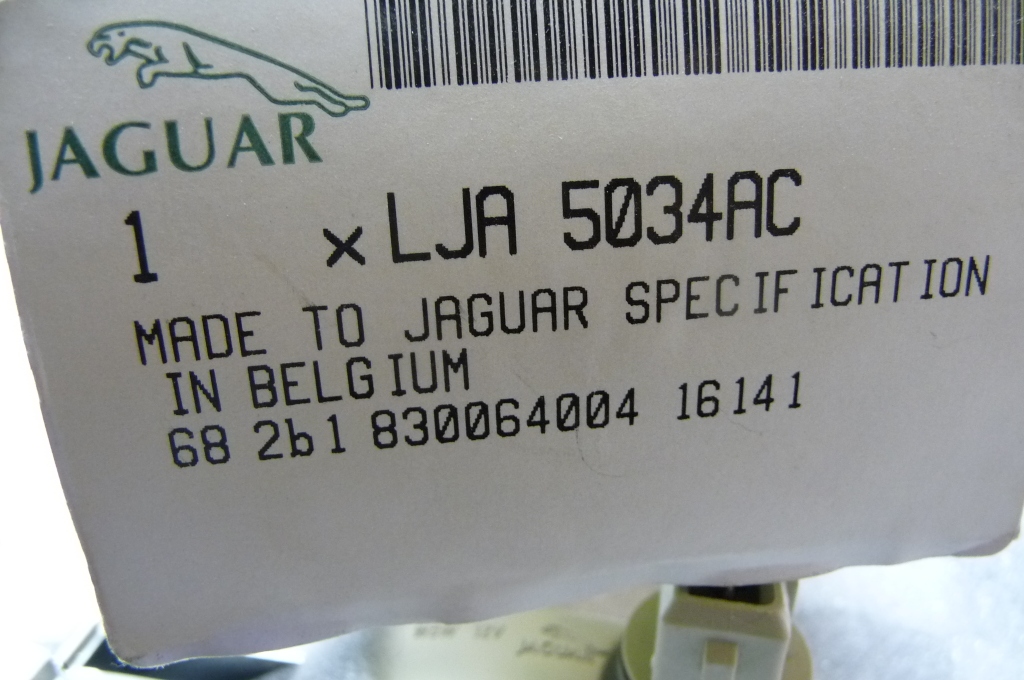 JAGUAR
1 x LJA 5034AC
MADE TO JAGUAR SPECIFICATION
IN BELGIUM
68 2b1 830064004 16141